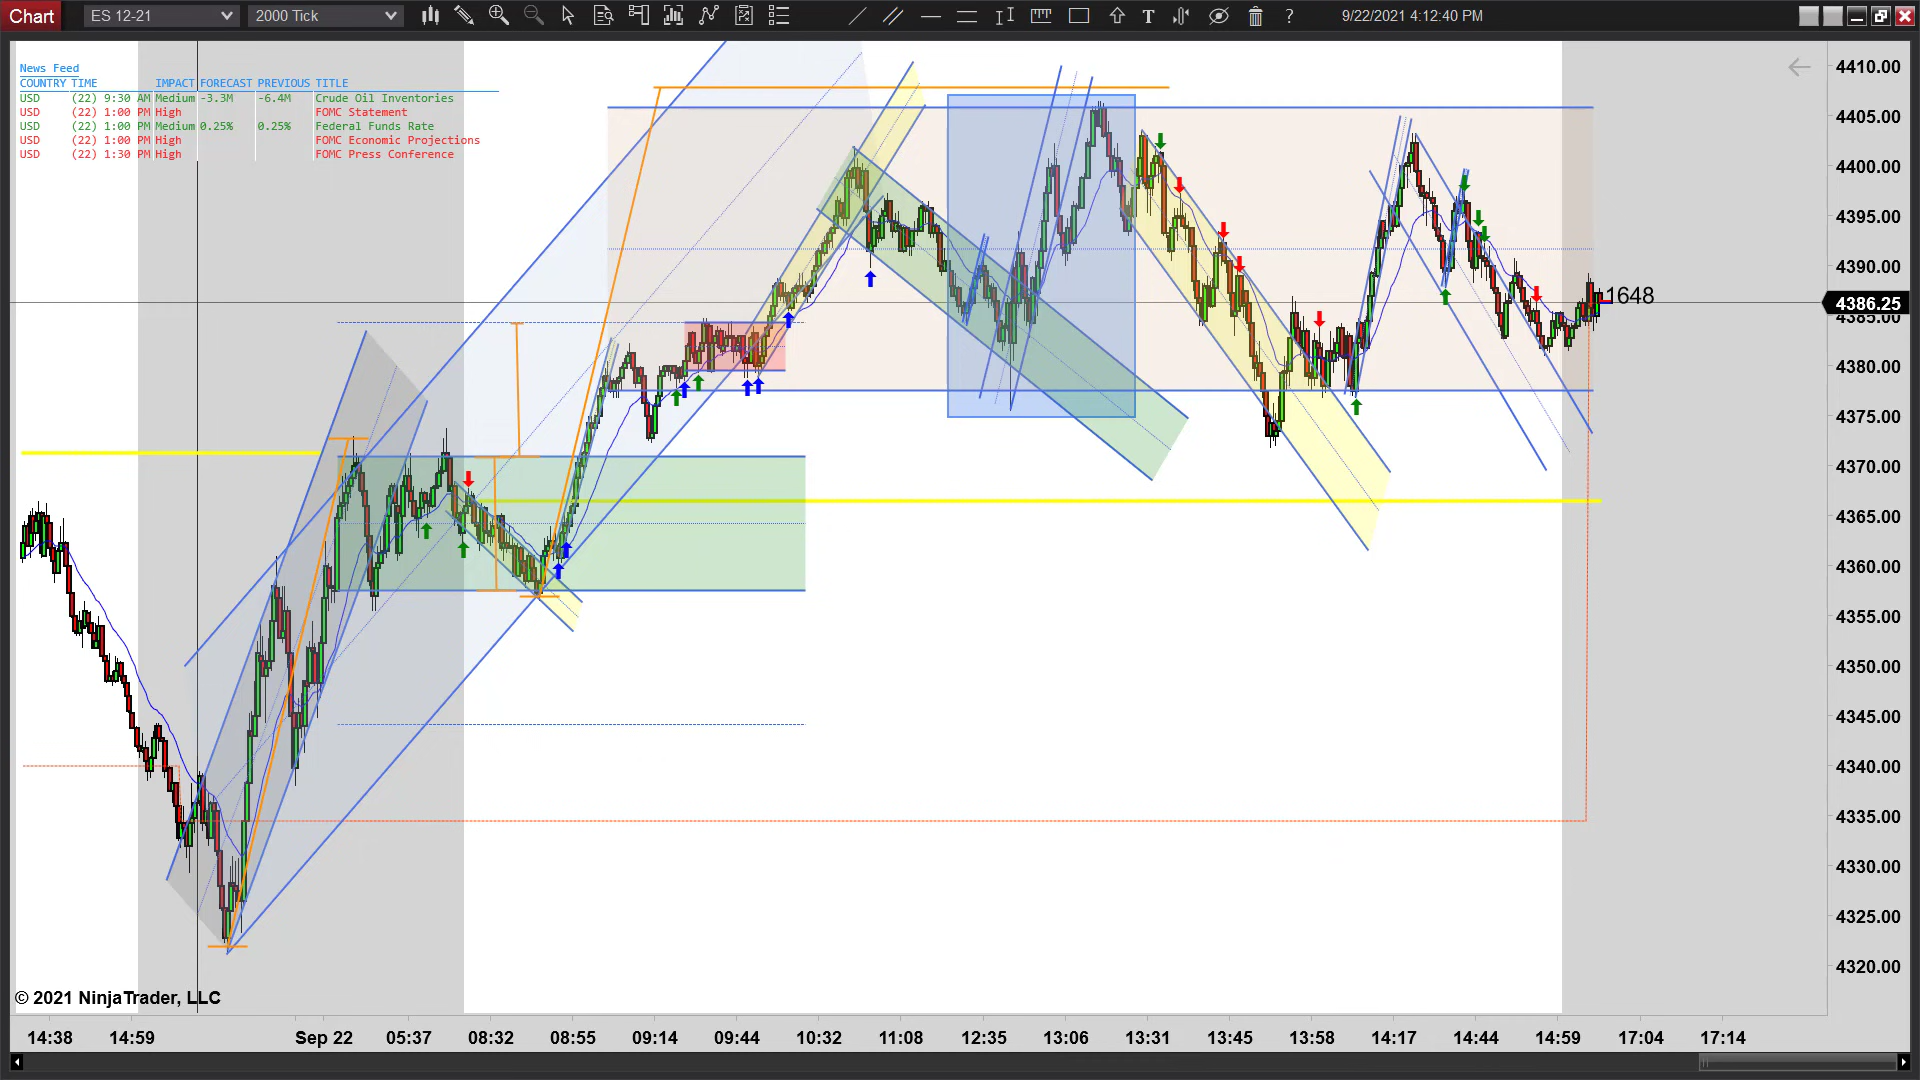 Chart ES 12-21 2000 Tick T ? 9/22/2021 4:12:40 PM
News Feed
COUNTRY TIME IMPACT FORECAST PREVIOUS TITLE
USD (22) 9:30 AM Medium -3.3M -6.4M Crude Oil Inventories
USD (22) 1:00 PM High FOMC Statement
USD (22) 1:00 PM Medium 0.25% 0.25% Federal Funds Rate
USD (22) 1:00 PM High FOMC Economic Projections
USD (22) 1:30 PM High FOMC Press Conference
4410.00
4405.00
4400.00
4395.00
4390.00
1648
4386.25
4385.00
4380.00
4375.00
4370.00
4365.00
4360.00
4355.00
4350.00
4345.00
4340.00
4335.00
4330.00
4325.00
4320.00
© 2021 NinjaTrader, LLC
14:38 14:59 Sep 22 05:37 08:32 08:55 09:14 09:44 10:32 11:08 12:35 13:06 13:31 13:45 13:58 14:17 14:44 14:59 17:04 17:14